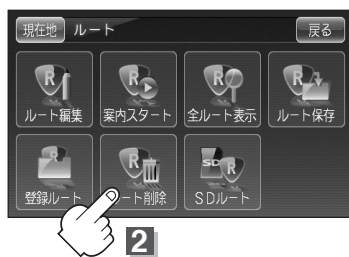 現在地 ルート 戻る
R R R R
ルート編集 案内スタート 全ルート表示 ルート保存
R R SD R
登録ルート ート削除 SDルート
2